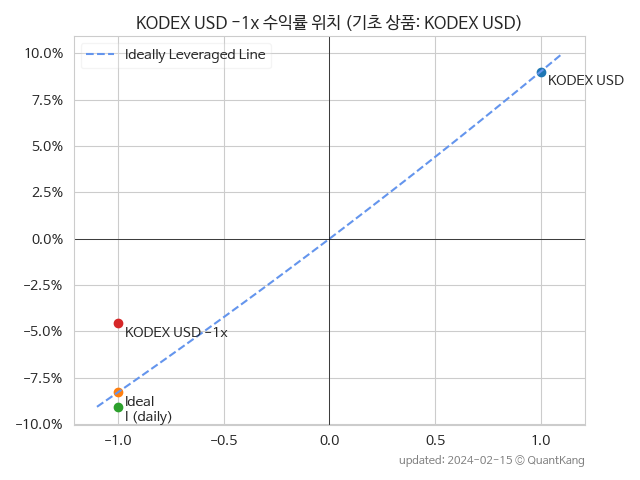 KODEX USD −1x 수익률 위치 (기초 상품: KODEX USD)
Ideally Leveraged Line
10.0%
7.5%
5.0%
2.5%
0.0%
−2.5%
−5.0%
−7.5%
−10.0%
KODEX USD
KODEX USD −1x
Ideal
I (daily)
−1.0
−0.5
0.0
0.5
1.0
updated: 2024-02-15 © QuantKang